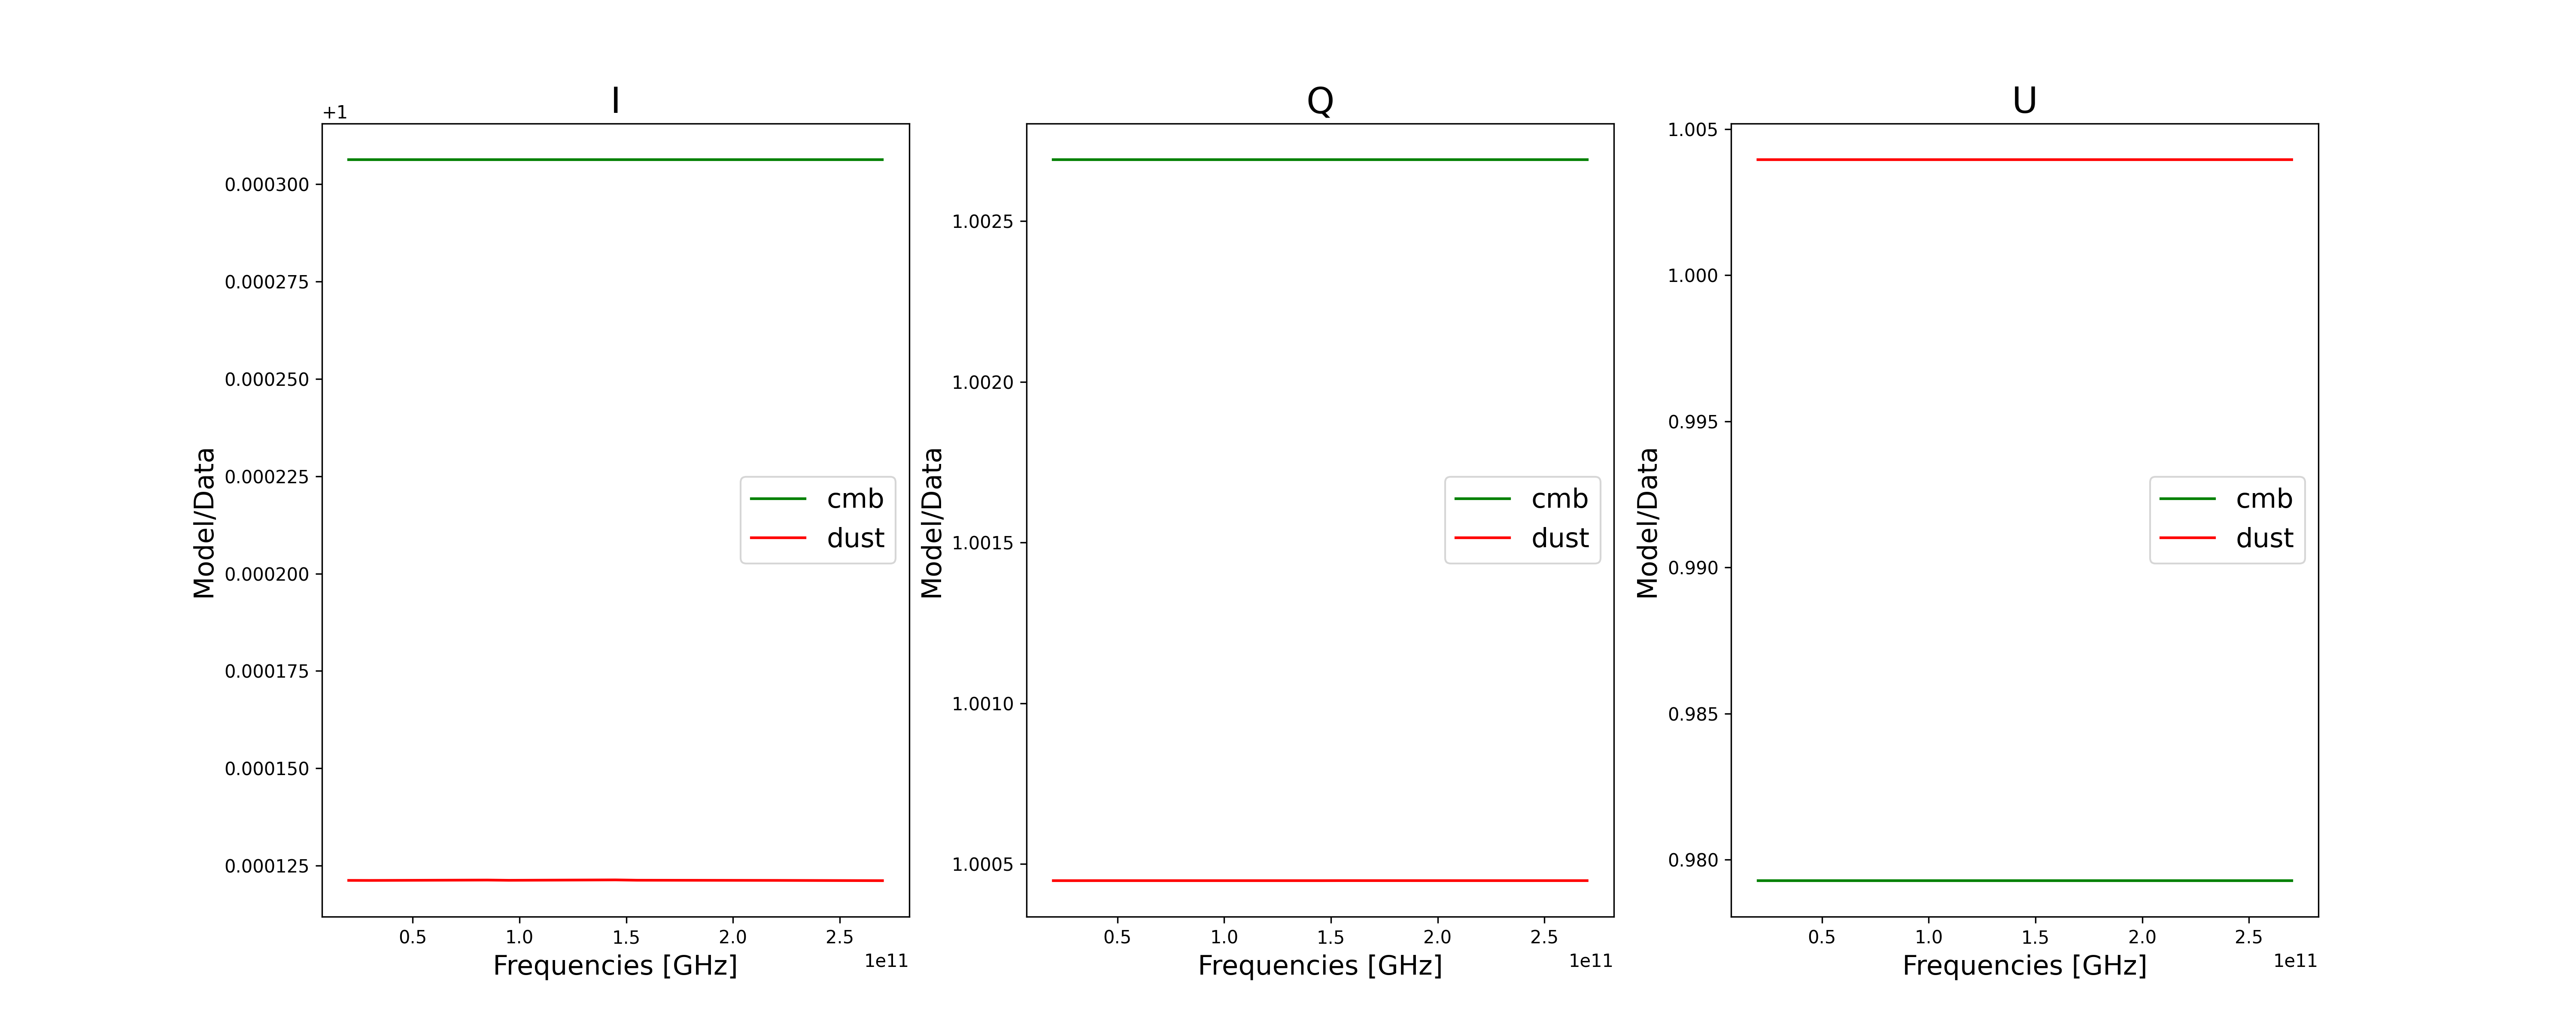 I
+1
0.000300
0.000275
0.000250
0.000225
0.000200
0.000175
0.000150
0.000125
Model/Data
cmb
dust
0.5 1.0 1.5 2.0 2.5
Frequencies [GHz]
1e11
Q
1.0025
1.0020
1.0015
1.0010
1.0005
Model/Data
cmb
dust
0.5 1.0 1.5 2.0 2.5
Frequencies [GHz]
1e11
U
1.005
1.000
0.995
0.990
0.985
0.980
Model/Data
cmb
dust
0.5 1.0 1.5 2.0 2.5
Frequencies [GHz]
1e11